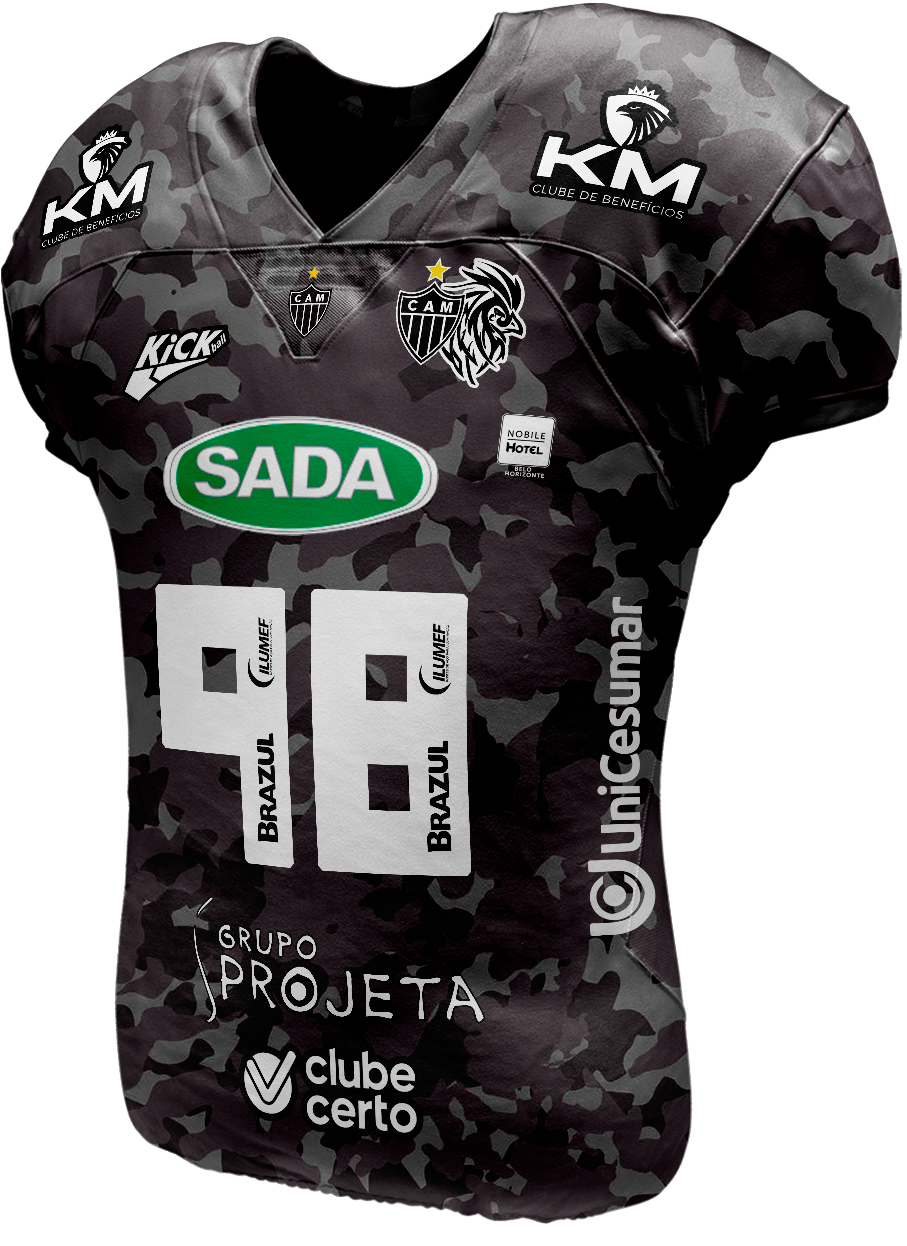 KM
CLUBE DE BENEFÍCIOS
KM
CLUBE DE BENEFÍCIOS
CAM
CAM
KiCK
ball
SADA
NOBILE
HOTEL
BELO
HORIZONTE
98
ILUMEF
ILUMEF
BRAZUL
BRAZUL
UniCesumar
GRUPO
PROJETA
clube
certo